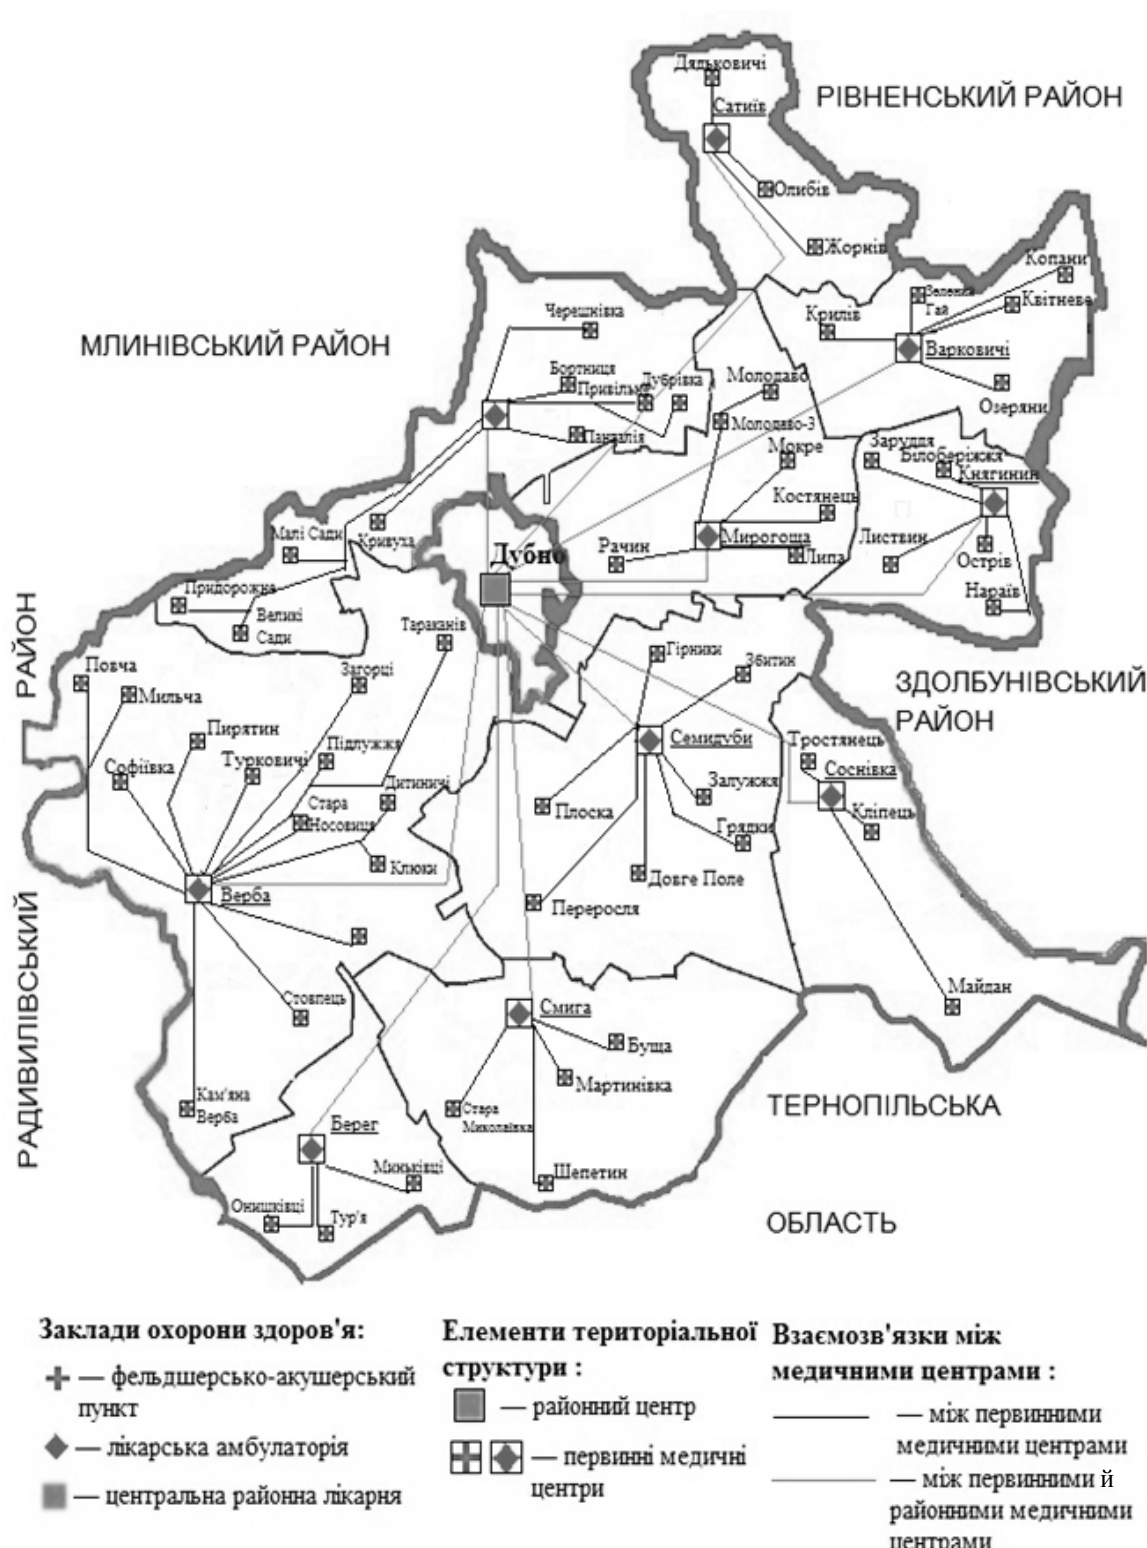 Дядьковичі
Сатиїв
РІВНЕНСЬКИЙ РАЙОН
Олибів
Жорнів
Копани
Зелений
Гай
Квітневе
Крилів
Варковичі
Озеряни
МЛИНІВСЬКИЙ РАЙОН
Черешнівка
Бортниця
Привільне
Дубрівка
Панталія
Молодаво
Молодаво-3
Мокре
Костянець
Мирогоща
Рачин
Липа
Заруддя
Білоберіжжя
Княгинин
Листвин
Острів
Нараїв
Кривуха
Малі Сади
Дубно
Придорожна
Великі
Сади
РАЙОН
Тараканів
Повча
Мильча
Загорці
Пирятин
Підлужжя
Софіївка
Турковичі
Дитиничі
Стара
Носовиця
Клюки
Верба
Гірники
Збитин
Семидуби
ЗДОЛБУНІВСЬКИЙ
РАЙОН
Тростянець
Соснівка
Залужжя
Плоска
Кліпець
Грядки
Довге Поле
Переросля
РАДИВИЛІВСЬКИЙ
Стовпець
Майдан
Смига
Буща
Мартинівка
Кам'яна
Верба
Стара
Миколаївка
ТЕРНОПІЛЬСЬКА
Берег
Миньківці
Шепетин
Онишківці
Тур'я
ОБЛАСТЬ
Заклади охорони здоров'я:
— фельдшерсько-акушерський
пункт
— лікарська амбулаторія
— центральна районна лікарня
Елементи територіальної
структури :
— районний центр
— первинні медичні
центри
Взаємозв'язки між
медичними центрами :
— між первинними
медичними центрами
— між первинними й
районними медичними
центрами